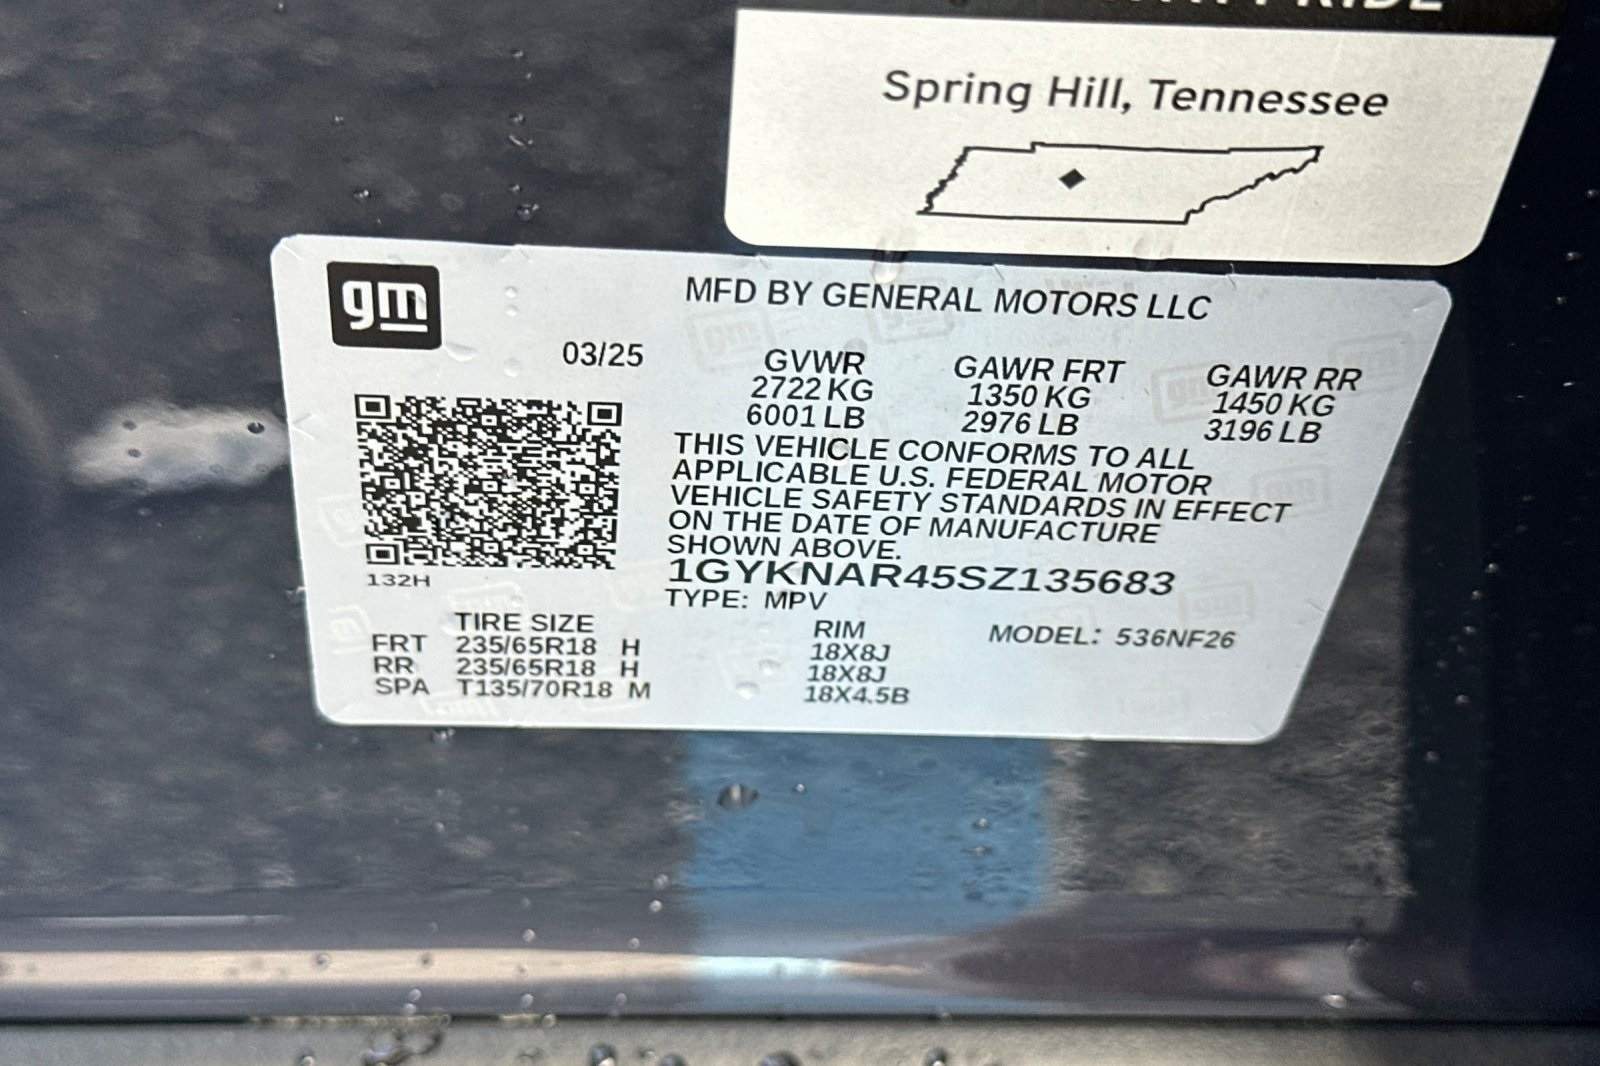 Spring Hill, Tennessee
gm
MFD BY GENERAL MOTORS LLC
03/25
GVWR GAWR FRT GAWR RR
2722 KG 1350 KG 1450 KG
6001 LB 2976 LB 3196 LB
THIS VEHICLE CONFORMS TO ALL
APPLICABLE U.S. FEDERAL MOTOR
VEHICLE SAFETY STANDARDS IN EFFECT
ON THE DATE OF MANUFACTURE
SHOWN ABOVE.
1GYKNAR45SZ135683
132H
TYPE: MPV
TIRE SIZE RIM MODEL: 536NF26
FRT 235/65R18 H 18X8J
RR 235/65R18 H 18X8J
SPA T135/70R18 M 18X4.5B